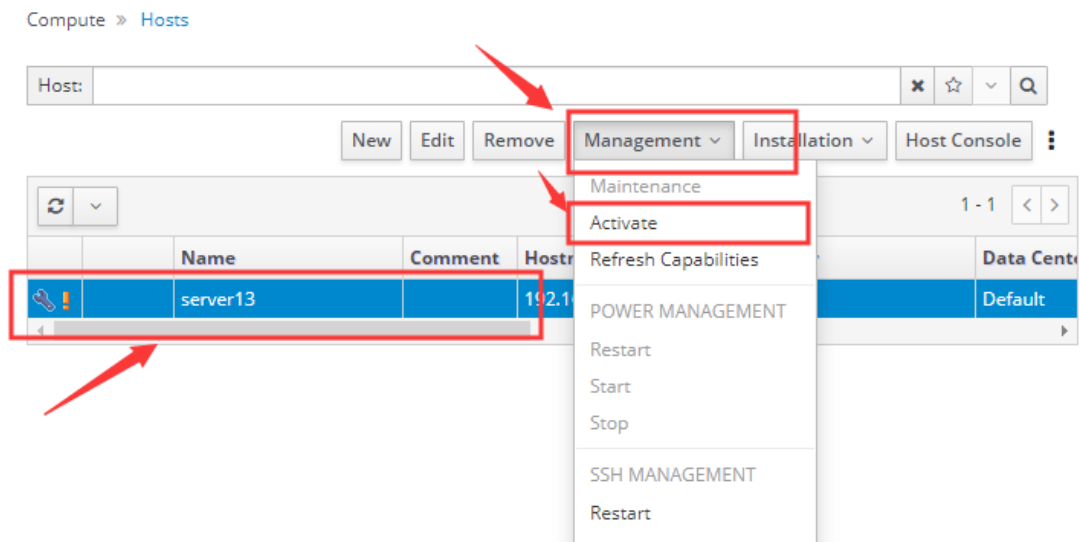 Compute » Hosts
Host:
New Edit Remove Management Installation Host Console
Maintenance
1 - 1
Activate
Name Comment Refresh Capabilities Data
server13 Default
POWER MANAGEMENT
Restart
Start
Stop
SSH MANAGEMENT
Restart